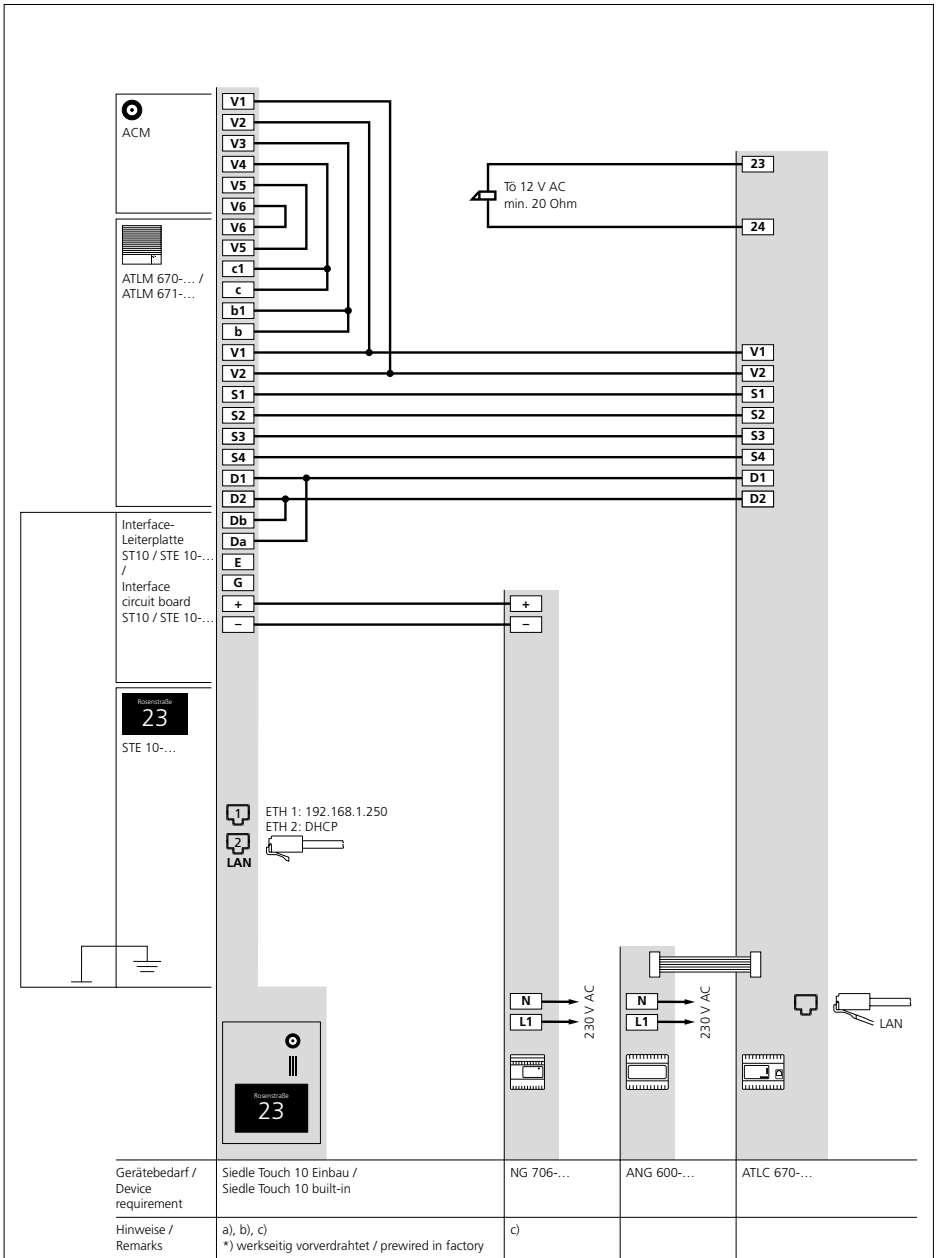 ACM
V1
V2
V3
V4
V5
V6
V6
V5
c1
c
b1
b
V1
V2
S1
S2
S3
S4
D1
D2
Db
Da
E
G
+
−
ATLM 670-… /
ATLM 671-…
Interface-
Leiterplatte
ST10 / STE 10-…
/
Interface
circuit board
ST10 / STE 10-…
Rosenstraße
23
STE 10-…
Tö 12 V AC
min. 20 Ohm
23
24
V1
V2
S1
S2
S3
S4
D1
D2
+
−
1
2
LAN
ETH 1: 192.168.1.250
ETH 2: DHCP
N
L1
230 V AC
N
L1
230 V AC
LAN
Rosenstraße
23
Gerätebedarf /
Device
requirement
Siedle Touch 10 Einbau /
Siedle Touch 10 built-in
NG 706-…
ANG 600-…
ATLC 670-…
Hinweise /
Remarks
a), b), c)
*) werkseitig vorverdrahtet / prewired in factory
c)